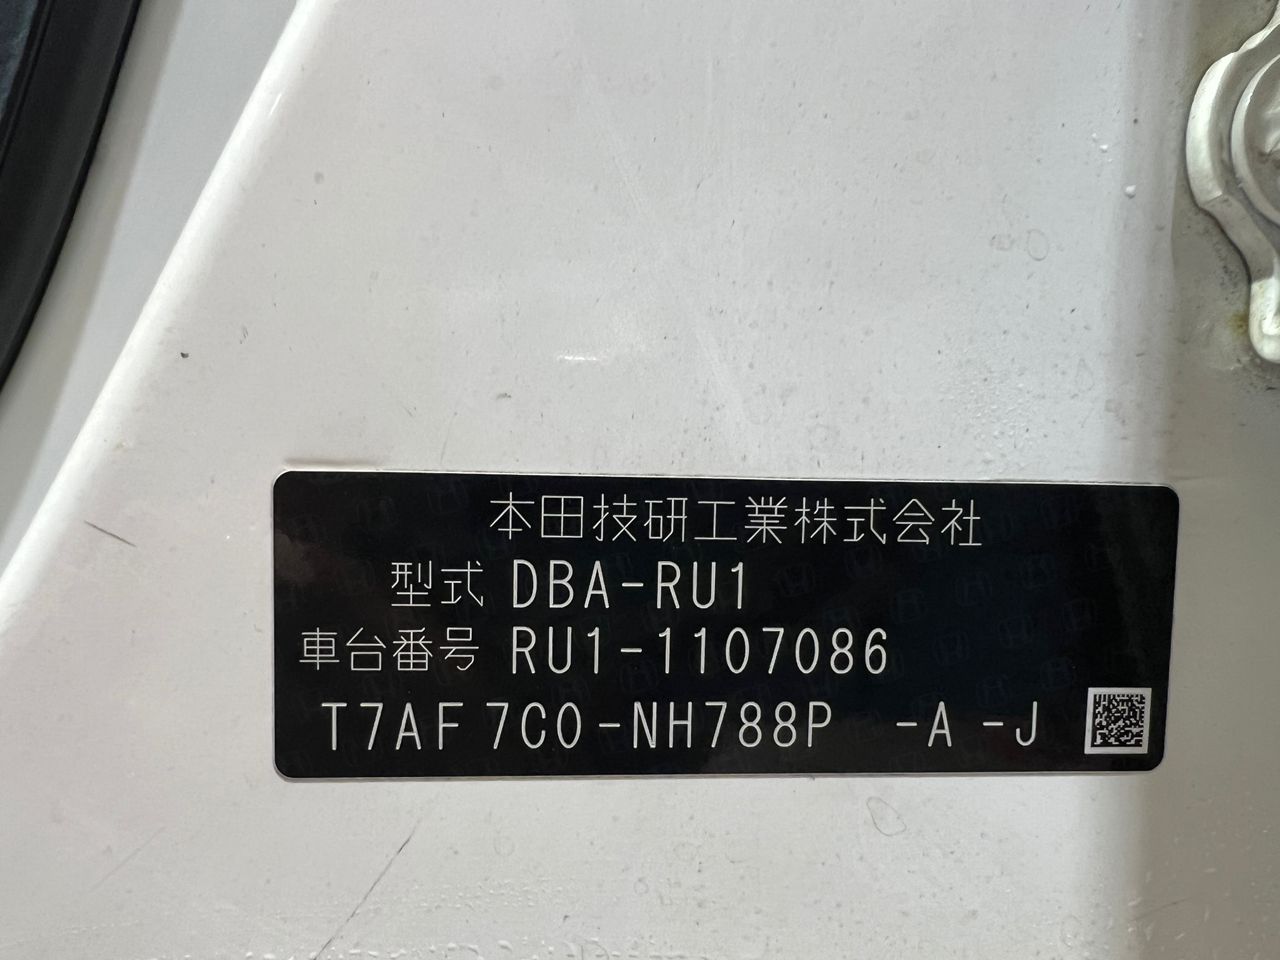 本田技研工業株式会社
型式 DBA-RU1
車台番号 RU1-1107086
T7AF 7C0-NH788P -A -J